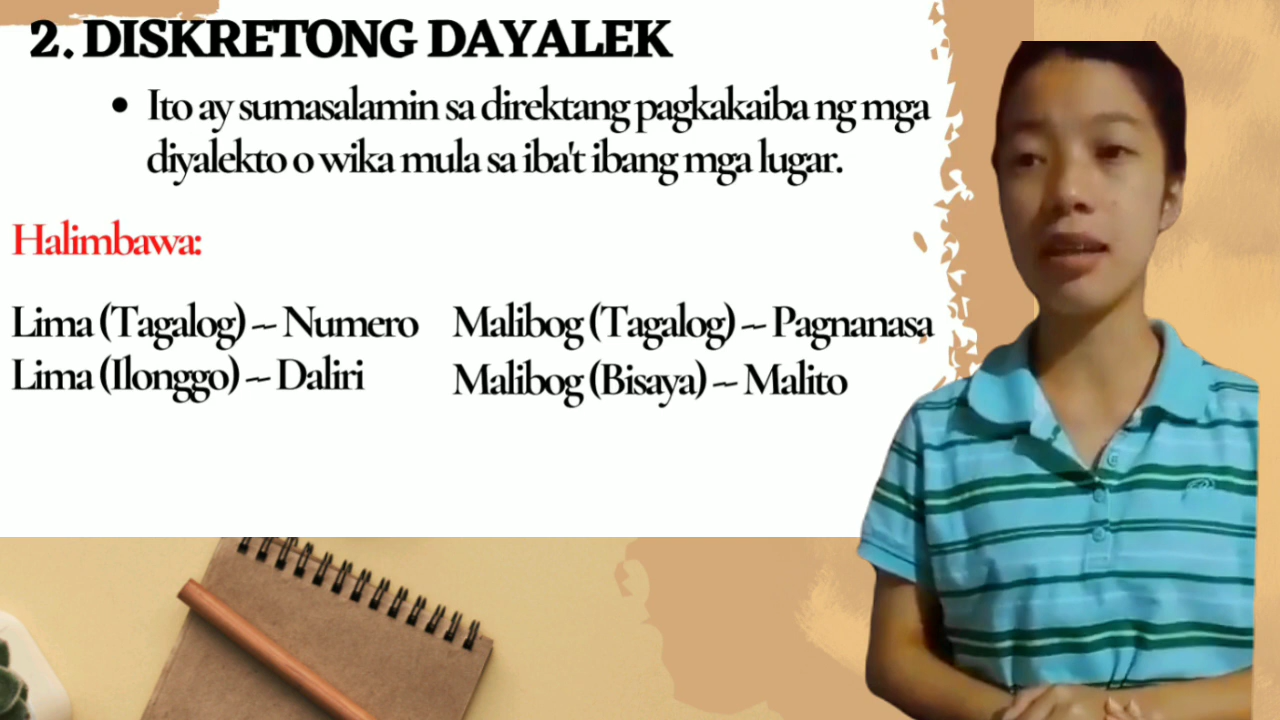 2. DISKRETONG DAYALEK
• Ito ay sumasalamin sa direktang pagkakaiba ng mga
diyalekto o wika mula sa iba't ibang mga lugar.
Halimbawa:
Lima (Tagalog) -- Numero
Lima (Ilonggo) -- Daliri
Malibog (Tagalog) -- Pagnanasa
Malibog (Bisaya) -- Malito